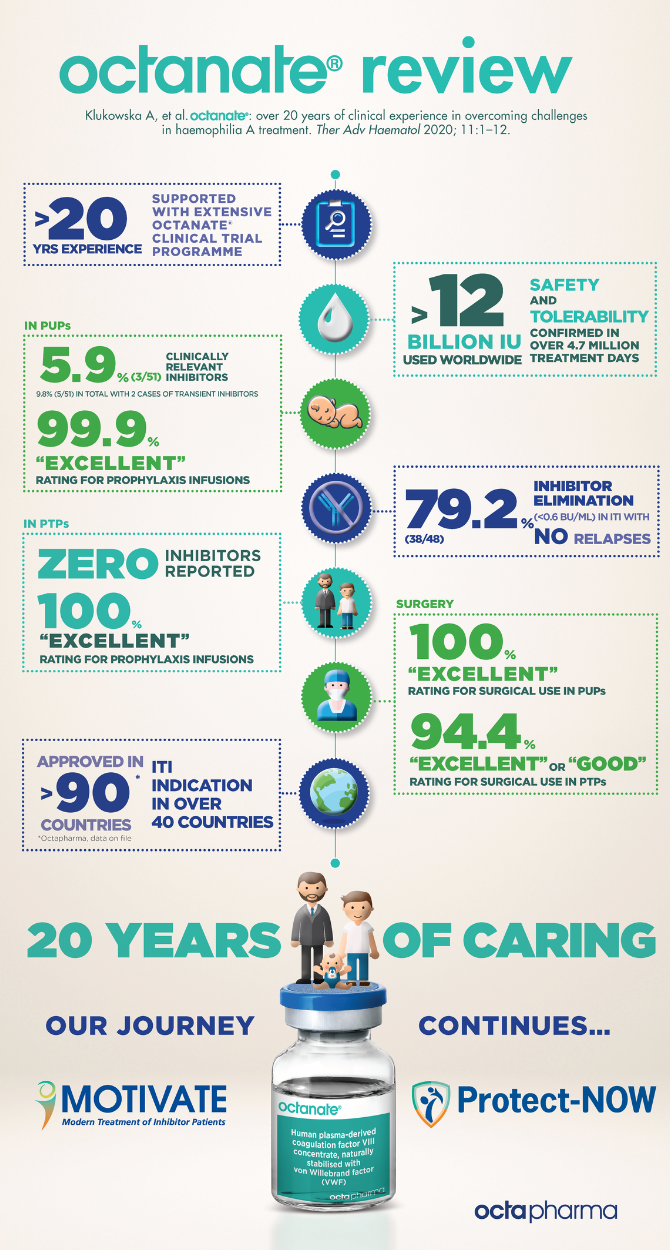 octanate® review
Klukowska A, et al. octanate®: over 20 years of clinical experience in overcoming challenges
in haemophilia A treatment. Ther Adv Haematol 2020; 11:1–12.
>20
YRS EXPERIENCE
SUPPORTED
WITH EXTENSIVE
OCTANATE®
CLINICAL TRIAL
PROGRAMME
>12
BILLION IU
USED WORLDWIDE
SAFETY
AND
TOLERABILITY
CONFIRMED IN
OVER 4.7 MILLION
TREATMENT DAYS
IN PUPs
5.9% (3/51)
CLINICALLY
RELEVANT
INHIBITORS
9.8% (5/51) IN TOTAL WITH 2 CASES OF TRANSIENT INHIBITORS
99.9%
“EXCELLENT”
RATING FOR PROPHYLAXIS INFUSIONS
79.2%
(38/48)
INHIBITOR
ELIMINATION
(<0.6 BU/ML) IN ITI WITH
NO RELAPSES
IN PTPs
ZERO
INHIBITORS
REPORTED
100%
“EXCELLENT”
RATING FOR PROPHYLAXIS INFUSIONS
SURGERY
100%
“EXCELLENT”
RATING FOR SURGICAL USE IN PUPs
94.4%
“EXCELLENT” OR “GOOD”
RATING FOR SURGICAL USE IN PTPs
APPROVED IN
>90*
COUNTRIES
*Octapharma, data on file
ITI
INDICATION
IN OVER
40 COUNTRIES
20 YEARS OF CARING
OUR JOURNEY CONTINUES...
MOTIVATE
Modern Treatment of Inhibitor Patients
Protect-NOW
octanate®
Human plasma-derived
coagulation factor VIII
concentrate, naturally
stabilised with
von Willebrand factor
(VWF)
octapharma
octapharma